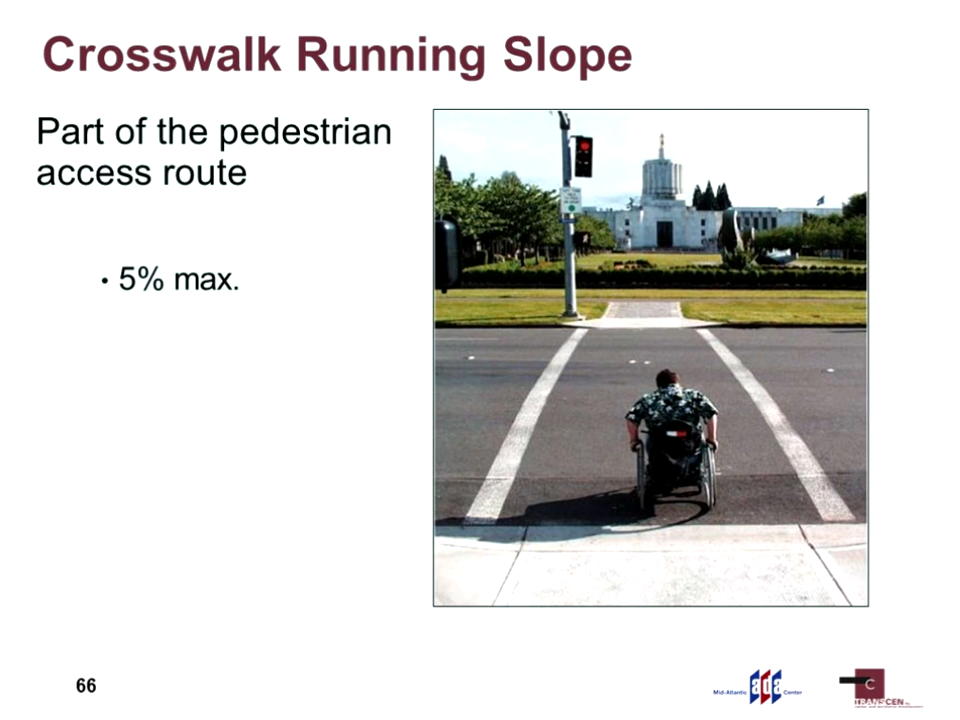 Crosswalk Running Slope
Part of the pedestrian
access route
• 5% max.
66
Mid-Atlantic ada Center
C
TRANSCEN